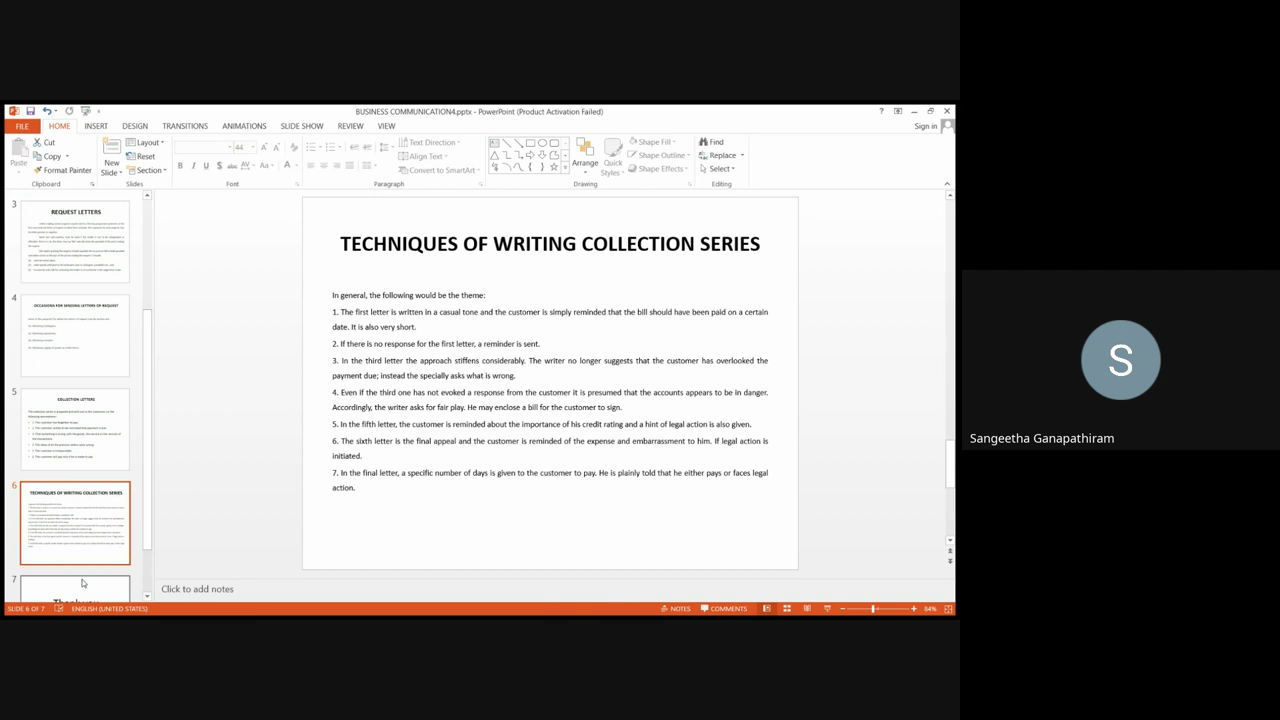 BUSINESS COMMUNICATION4.pptx - PowerPoint (Product Activation Failed)
FILE HOME INSERT DESIGN TRANSITIONS ANIMATIONS SLIDE SHOW REVIEW VIEW Sign in
Cut
Copy
Format Painter
Paste
Clipboard
New
Slide
Layout
Reset
Section
Slides
44
Font
Text Direction
Align Text
Convert to SmartArt
Paragraph
Arrange
Quick
Styles
Shape Fill
Shape Outline
Shape Effects
Drawing
Find
Replace
Select
Editing
3
REQUEST LETTERS
4
OCCASIONS FOR SENDING LETTERS OF REQUEST
5
COLLECTION LETTERS
6
TECHNIQUES OF WRITING COLLECTION SERIES
7
TECHNIQUES OF WRITING COLLECTION SERIES
In general, the following would be the theme:
1. The first letter is written in a casual tone and the customer is simply reminded that the bill should have been paid on a certain
date. It is also very short.
2. If there is no response for the first letter, a reminder is sent.
3. In the third letter the approach stiffens considerably. The writer no longer suggests that the customer has overlooked the
payment due; instead the specially asks what is wrong.
4. Even if the third one has not evoked a response from the customer it is presumed that the accounts appears to be in danger.
Accordingly, the writer asks for fair play. He may enclose a bill for the customer to sign.
5. In the fifth letter, the customer is reminded about the importance of his credit rating and a hint of legal action is also given.
6. The sixth letter is the final appeal and the customer is reminded of the expense and embarrassment to him. If legal action is
initiated.
7. In the final letter, a specific number of days is given to the customer to pay. He is plainly told that he either pays or faces legal
action.
Click to add notes
SLIDE 6 OF 7 ENGLISH (UNITED STATES) NOTES COMMENTS 84%
S
Sangeetha Ganapathiram